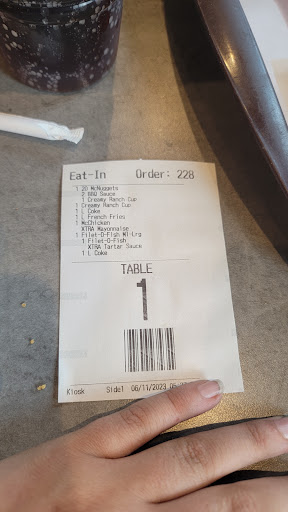 Eat-In Order: 228
1 20 McNuggets
2 BBQ Sauce
1 Creamy Ranch Cup
1 Creamy Ranch Cup
1 L Coke
1 L French Fries
1 McChicken
XTRA Mayonnaise
1 Filet-O-Fish Ml-Lrg
1 Filet-O-Fish
XTRA Tartar Sauce
1 L Coke
TABLE
1
Kiosk Side1 06/11/2023